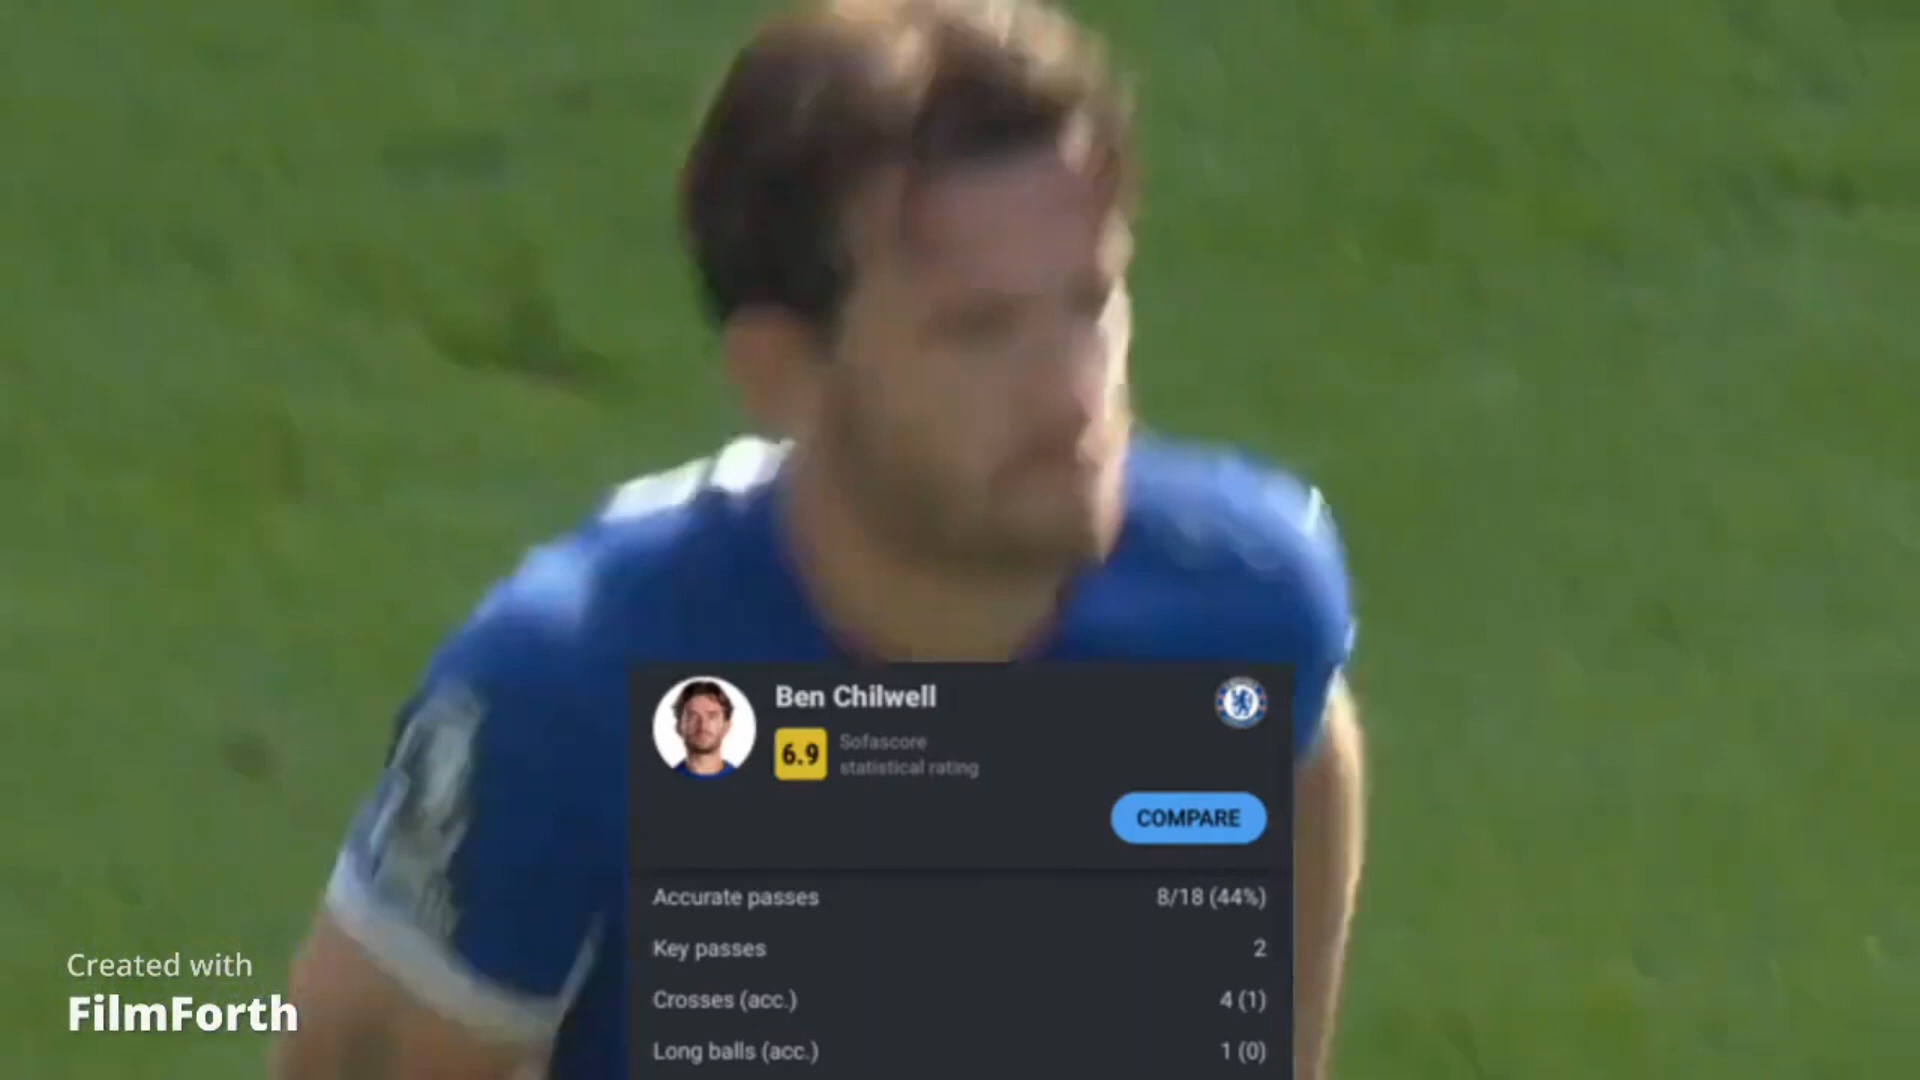 Ben Chilwell
6.9
Sofascore
statistical rating
COMPARE
Accurate passes 8/18 (44%)
Key passes 2
Crosses (acc.) 4 (1)
Long balls (acc.) 1 (0)
Created with
FilmForth